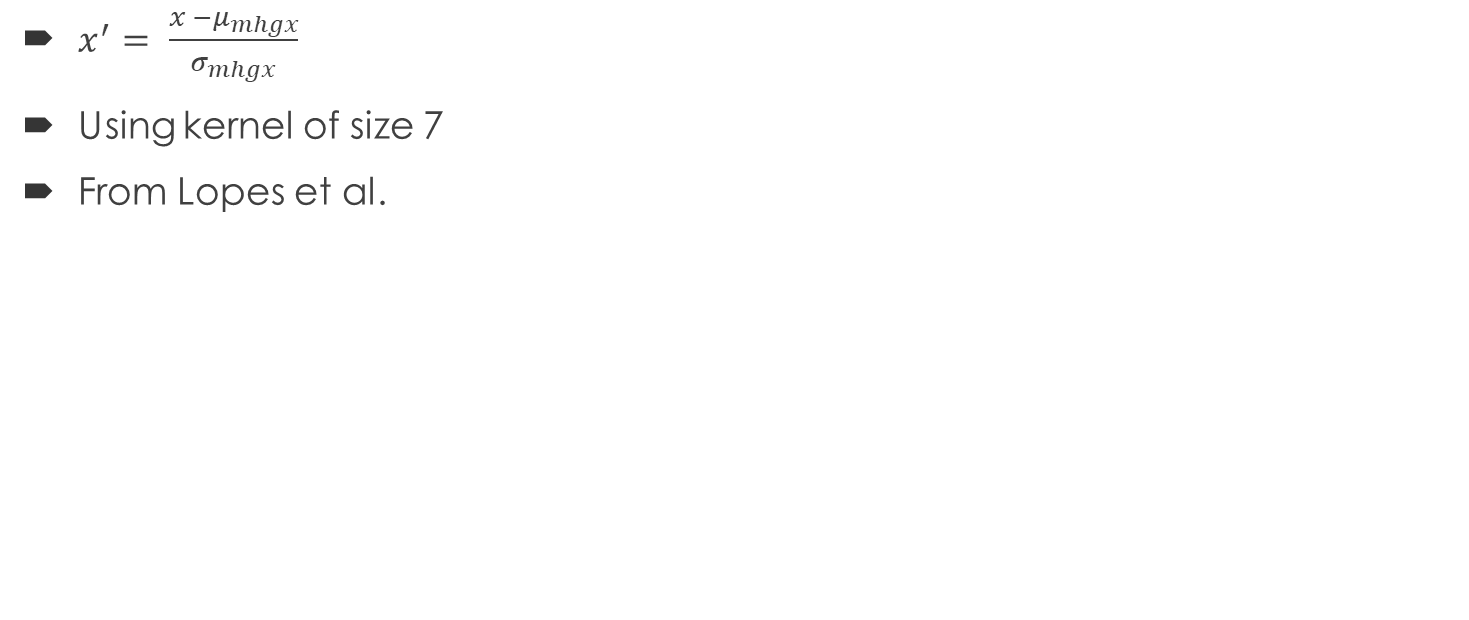 x′ = (x − μ_mhgx) / σ_mhgx
Using kernel of size 7
From Lopes et al.